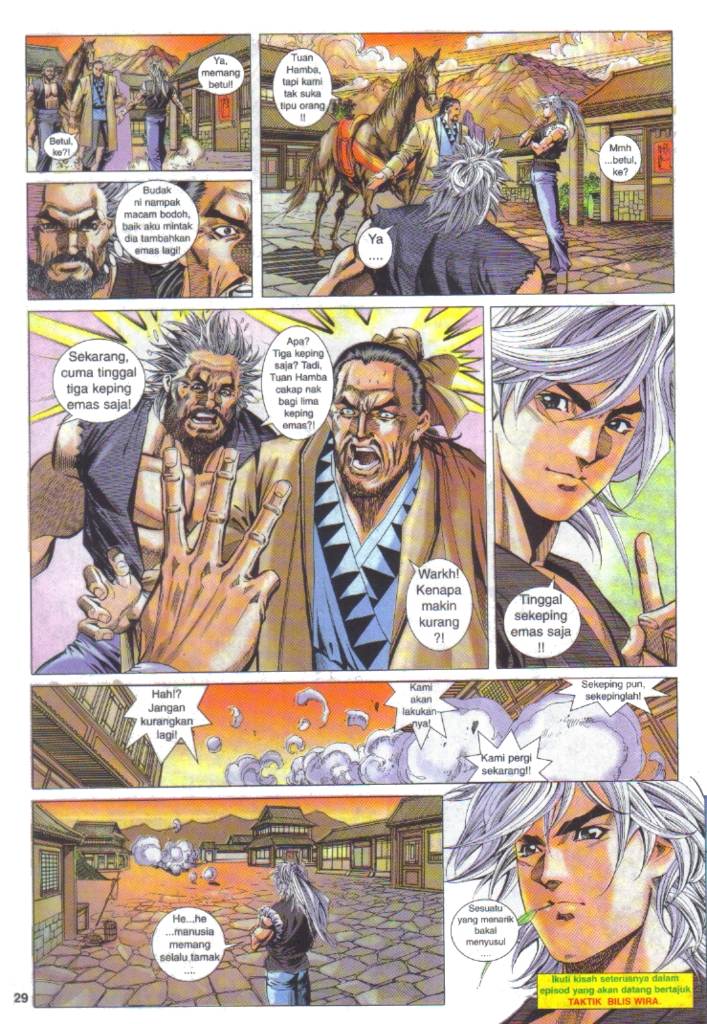 Ya,
memang
betul!
Betul,
ke?!
Tuan
Hamba,
tapi kami
tak suka
tipu orang
!!
Mmh
...betul,
ke?
Ya
....
Budak
ni nampak
macam bodoh,
baik aku mintak
dia tambahkan
emas lagi!
Sekarang,
cuma tinggal
tiga keping
emas saja!
Apa?
Tiga keping
saja? Tadi,
Tuan Hamba
cakap nak
bagi lima
keping
emas?!
Warkh!
Kenapa
makin
kurang
?!
Tinggal
sekeping
emas saja
!!
Hah!?
Jangan
kurangkan
lagi!
Kami
akan
lakukan
nya!
Kami pergi
sekarang!!
Sekeping pun,
sekepinglah!
He..,he
...manusia
memang
selalu tamak
....
Sesuatu
yang menarik
bakal
menyusul
....
Ikuti kisah seterusnya dalam
episod yang akan datang bertajuk
TAKTIK BILIS WIRA.
29